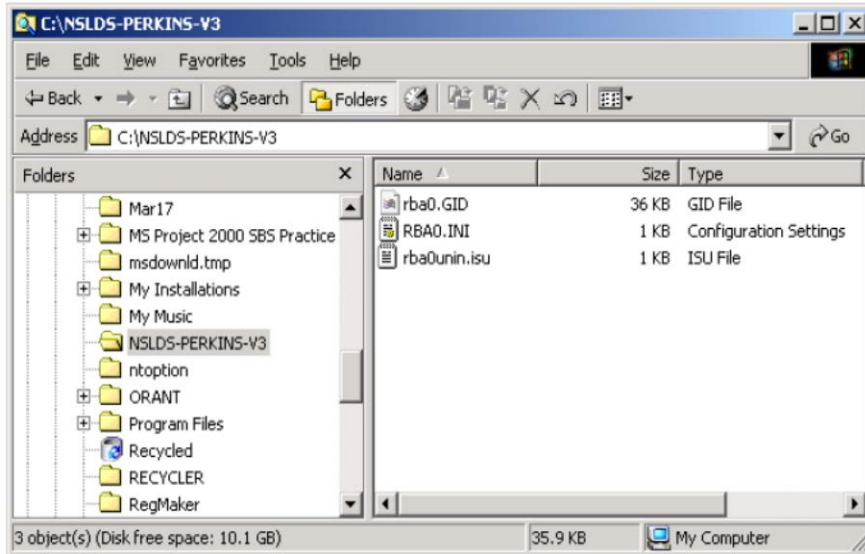 C:\NSLDS-PERKINS-V3
File Edit View Favorites Tools Help
Back Search Folders
Address C:\NSLDS-PERKINS-V3 Go
Folders
Mar17
MS Project 2000 SBS Practice
msdownld.tmp
My Installations
My Music
NSLDS-PERKINS-V3
ntoption
ORANT
Program Files
Recycled
RECYCLER
RegMaker
Name Size Type
rba0.GID 36 KB GID File
RBA0.INI 1 KB Configuration Settings
rba0unin.isu 1 KB ISU File
3 object(s) (Disk free space: 10.1 GB) 35.9 KB My Computer